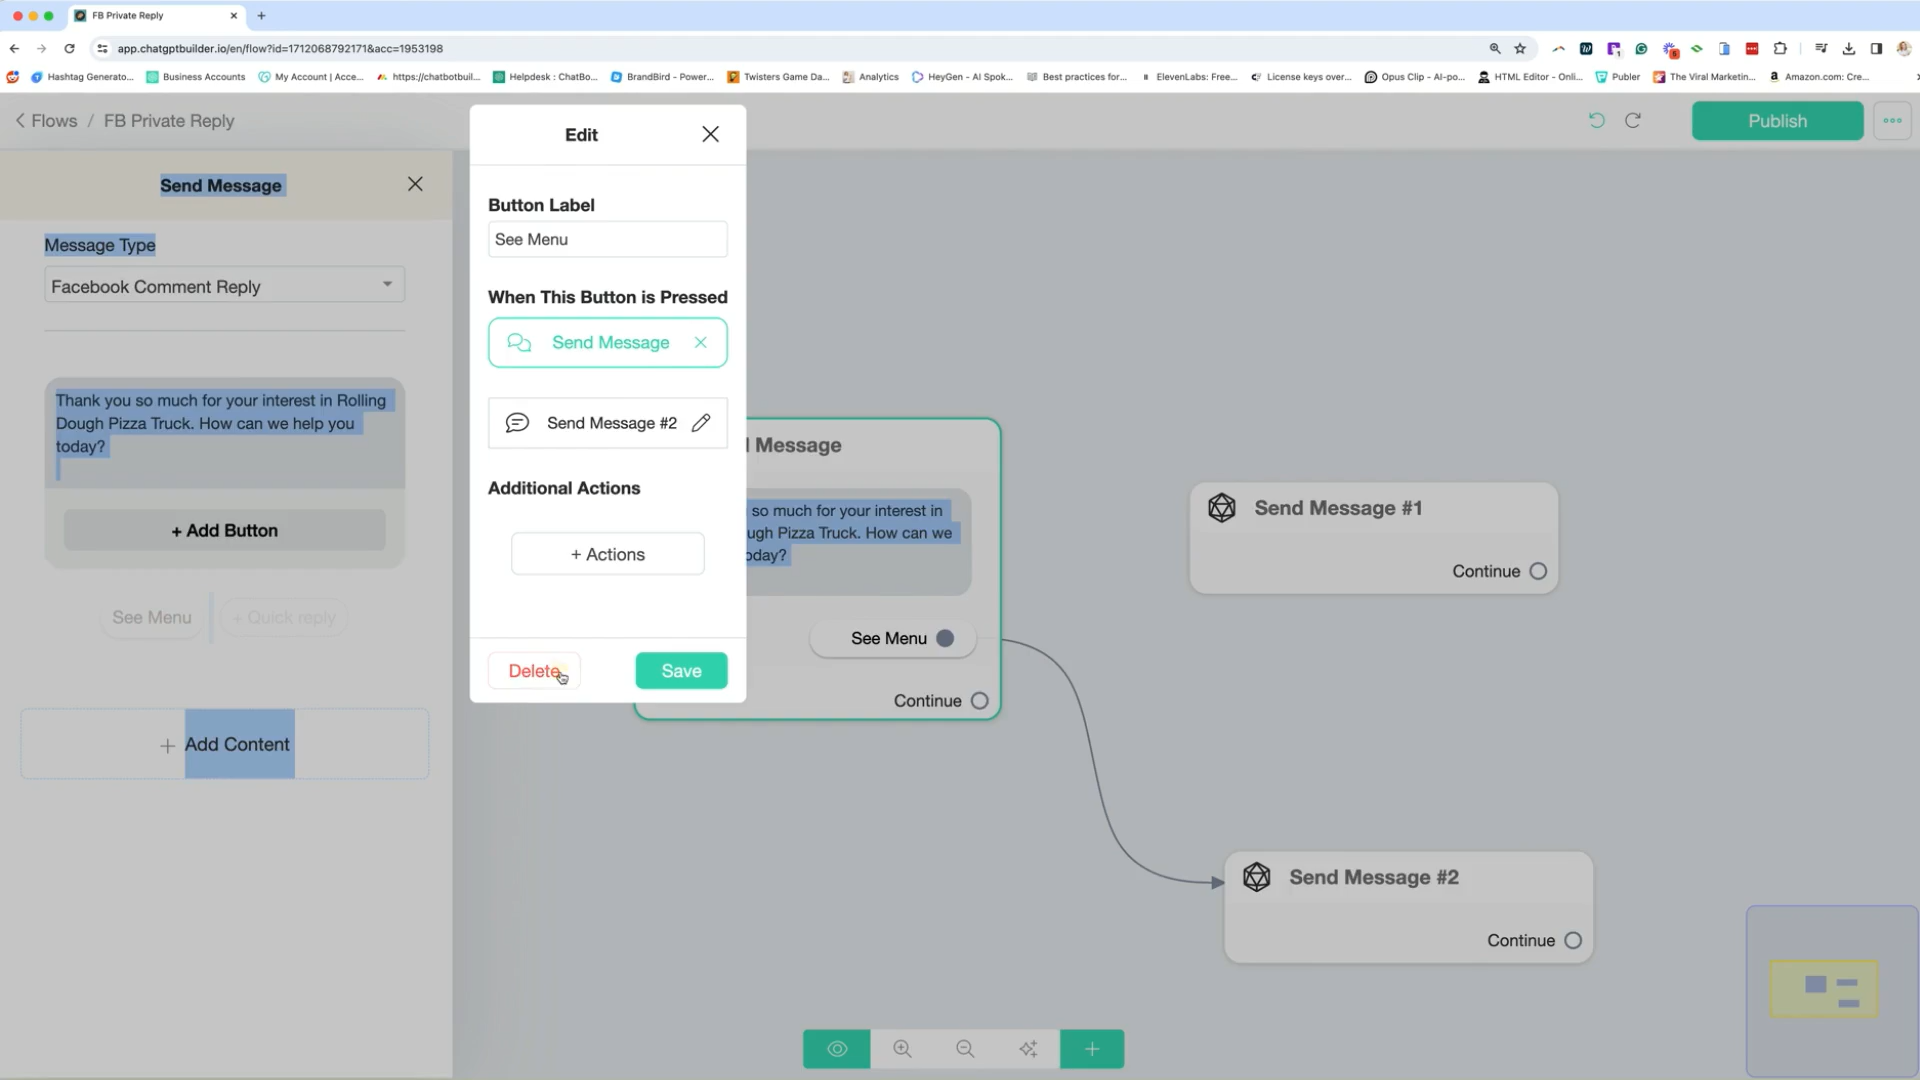 FB Private Reply
app.chatgptbuilder.io/en/flow?id=1712068792171&acc=1953198
Hashtag Generato...
Business Accounts
My Account | Acce...
https://chatbotbuil...
Helpdesk : ChatBo...
BrandBird - Power...
Twisters Game Da...
Analytics
HeyGen - AI Spok...
Best practices for...
ElevenLabs: Free...
License keys over...
Opus Clip - AI-po...
HTML Editor - Onli...
Publer
The Viral Marketin...
Amazon.com: Cre...
Flows / FB Private Reply
Publish
Send Message
Message Type
Facebook Comment Reply
Thank you so much for your interest in Rolling
Dough Pizza Truck. How can we help you
today?
+ Add Button
See Menu
+ Quick reply
+ Add Content
Edit
Button Label
See Menu
When This Button is Pressed
Send Message
Send Message #2
Additional Actions
+ Actions
Delete
Save
Message
so much for your interest in
ugh Pizza Truck. How can we
oday?
See Menu
Continue
Send Message #1
Continue
Send Message #2
Continue